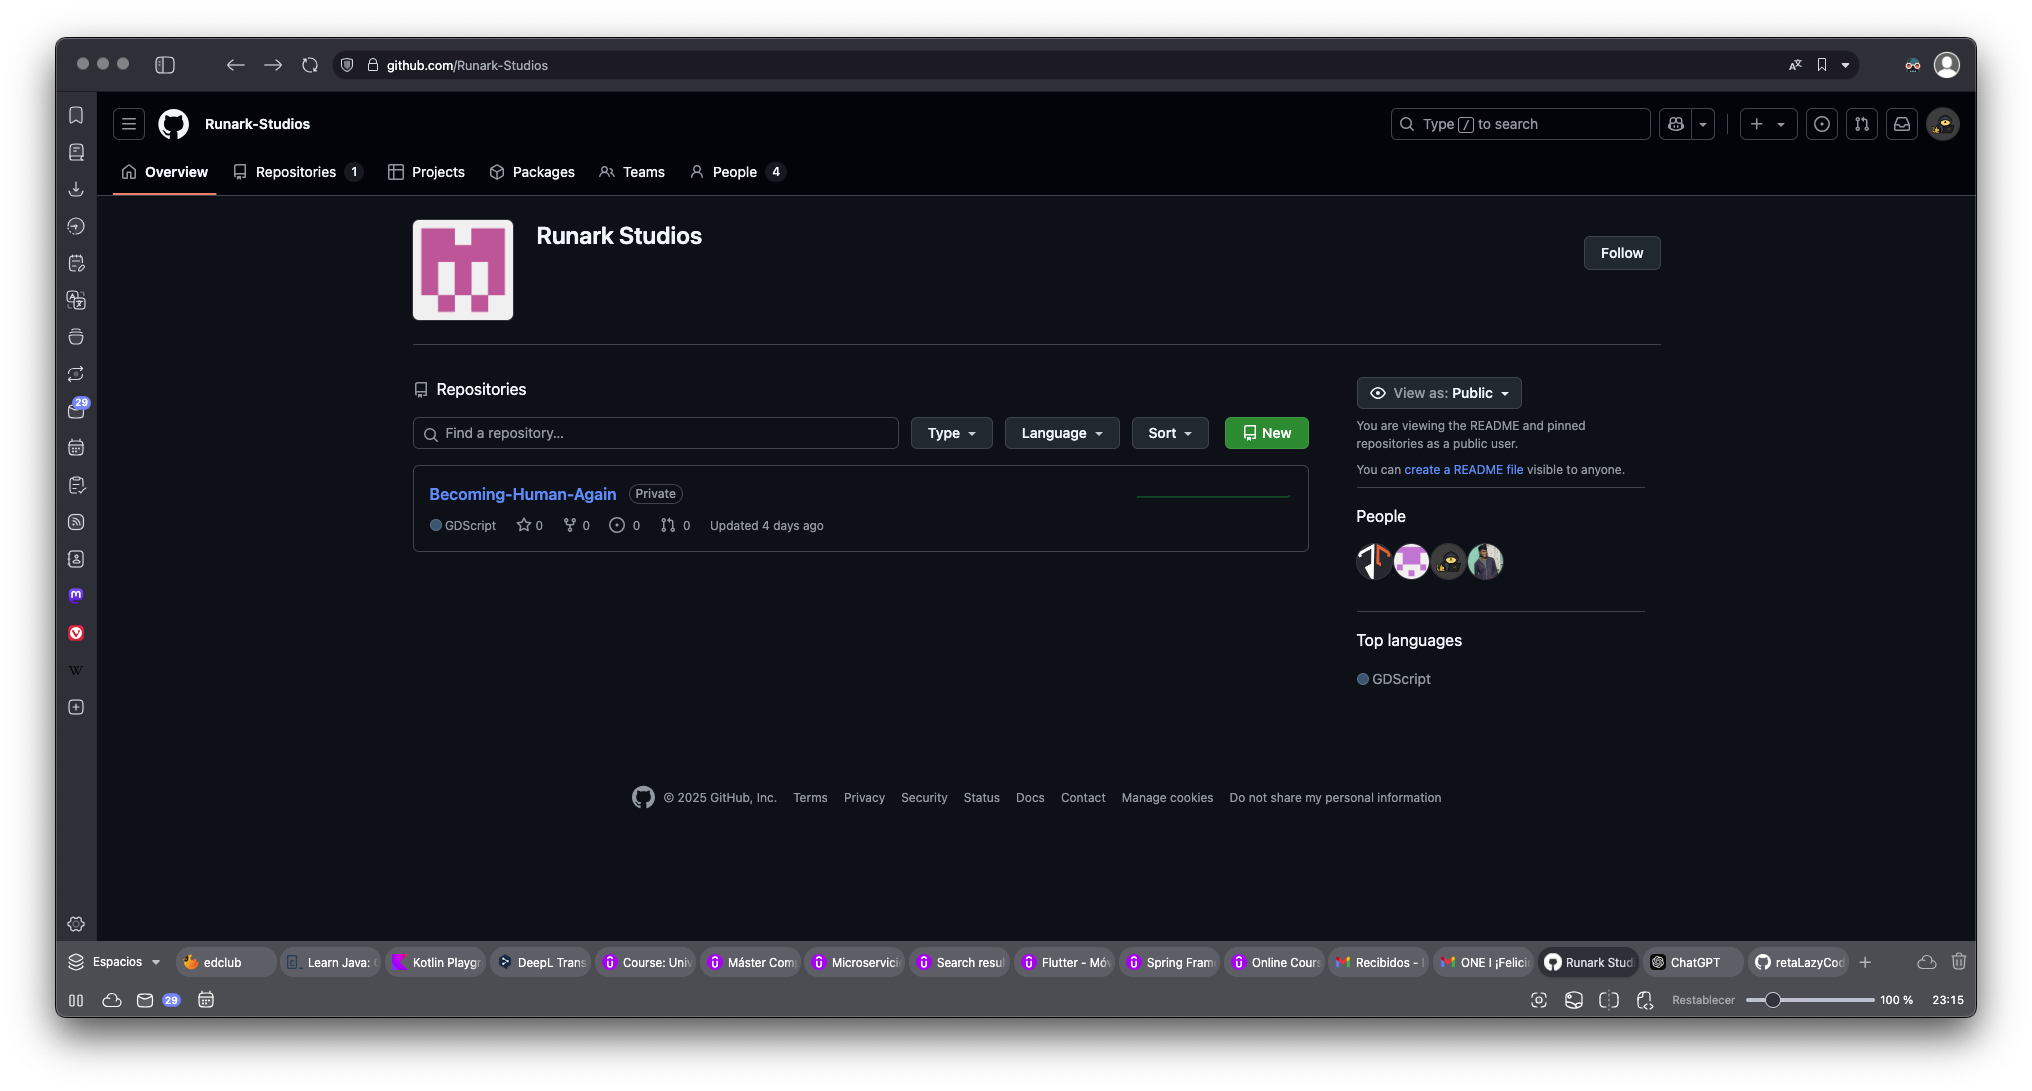 github.com/Runark-Studios
Runark-Studios
Type / to search
Overview
Repositories 1
Projects
Packages
Teams
People 4
Runark Studios
Follow
Repositories
Find a repository...
Type
Language
Sort
New
Becoming-Human-Again Private
GDScript 0 0 0 0 Updated 4 days ago
View as: Public
You are viewing the README and pinned
repositories as a public user.
You can create a README file visible to anyone.
People
Top languages
GDScript
© 2025 GitHub, Inc. Terms Privacy Security Status Docs Contact Manage cookies Do not share my personal information
29
W
Espacios
edclub
Learn Java:
Kotlin Playgr
DeepL Trans
Course: Uni
Máster Com
Microservici
Search resu
Flutter - Mó
Spring Fram
Online Cour
Recibidos -
ONE | ¡Felici
Runark Stud
ChatGPT
retaLazyCod
29
Restablecer 100 % 23:15